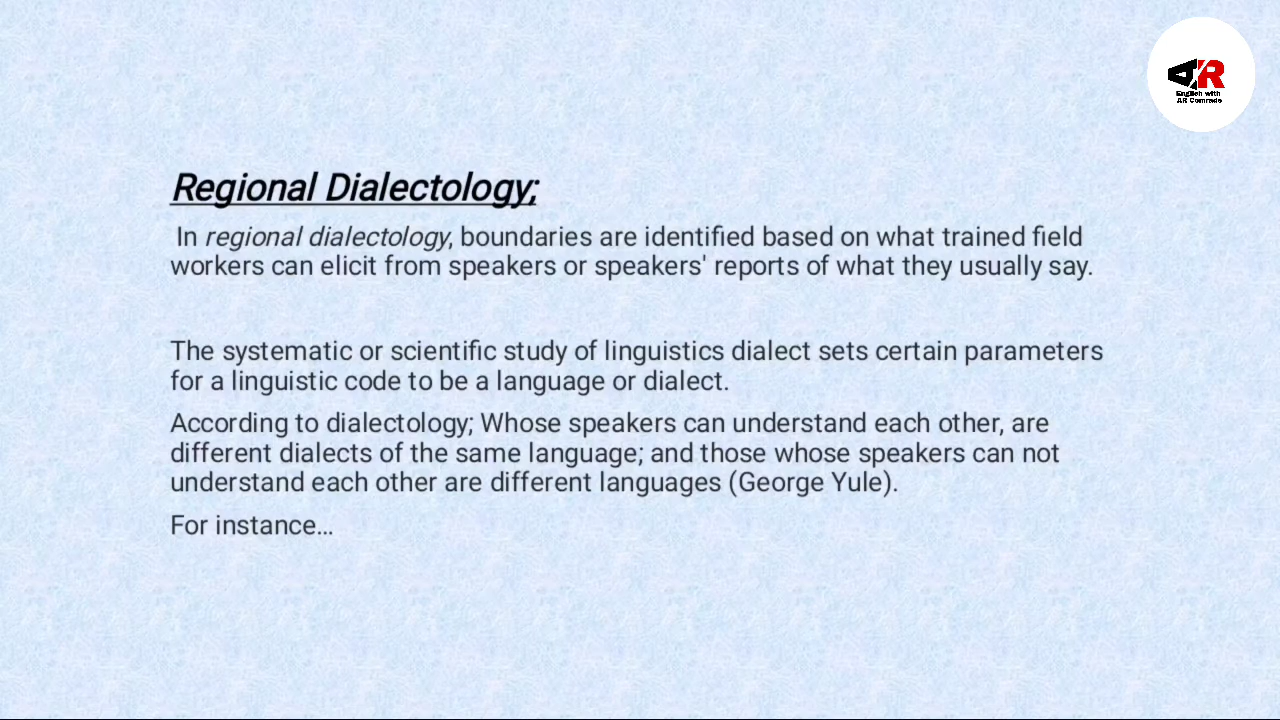 AR
English with
AR Comrade
Regional Dialectology;
In regional dialectology, boundaries are identified based on what trained field
workers can elicit from speakers or speakers' reports of what they usually say.
The systematic or scientific study of linguistics dialect sets certain parameters
for a linguistic code to be a language or dialect.
According to dialectology; Whose speakers can understand each other, are
different dialects of the same language; and those whose speakers can not
understand each other are different languages (George Yule).
For instance...